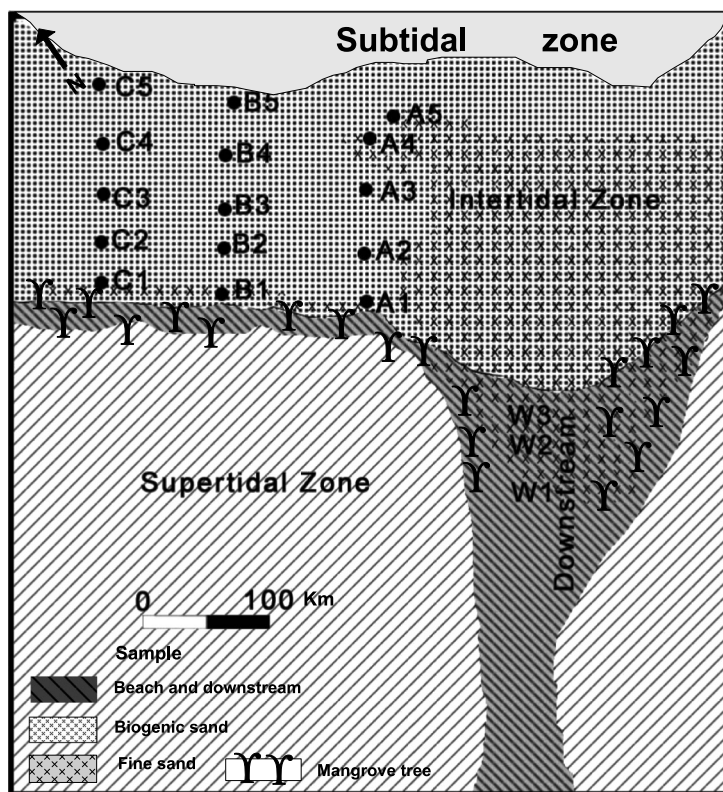 Subtidal zone
N
C5
B5
A5
C4
A4
B4
C3
A3
Intertidal Zone
B3
C2
B2
A2
C1
B1
A1
W3
W2
W1
Downstream
Supertidal Zone
0 100 Km
Sample
Beach and downstream
Biogenic sand
Fine sand
Mangrove tree